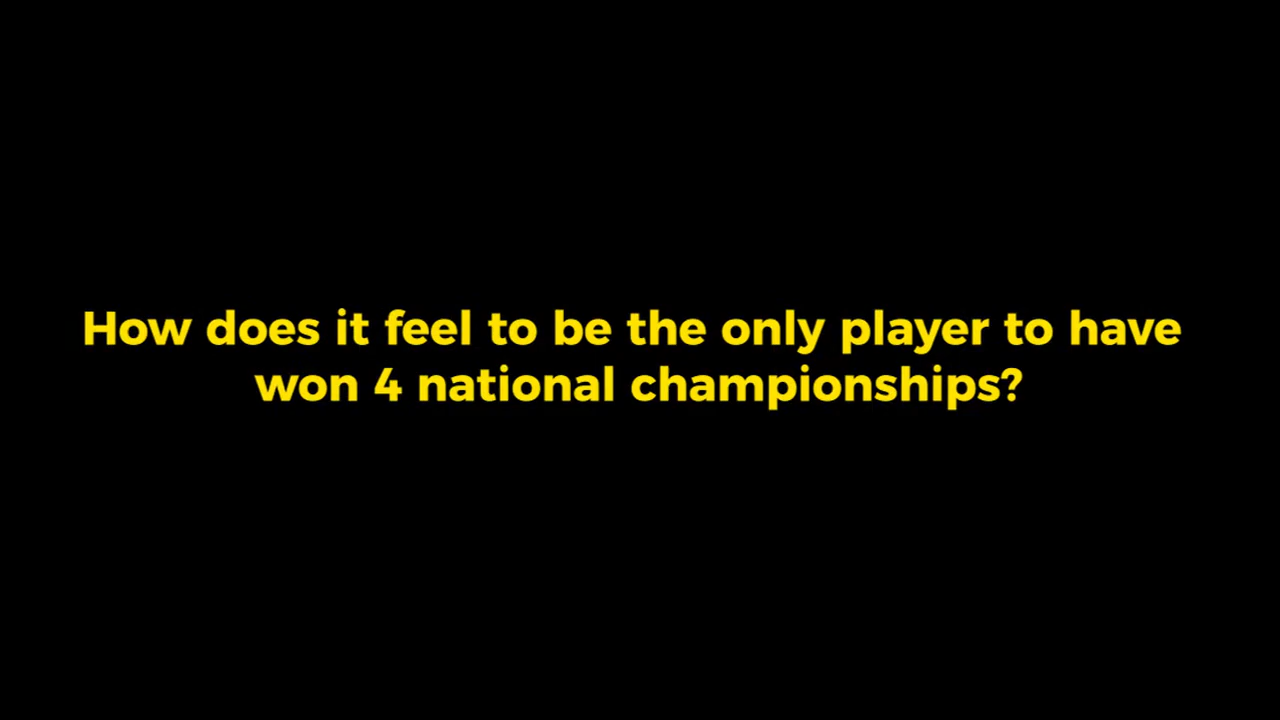 How does it feel to be the only player to have
won 4 national championships?